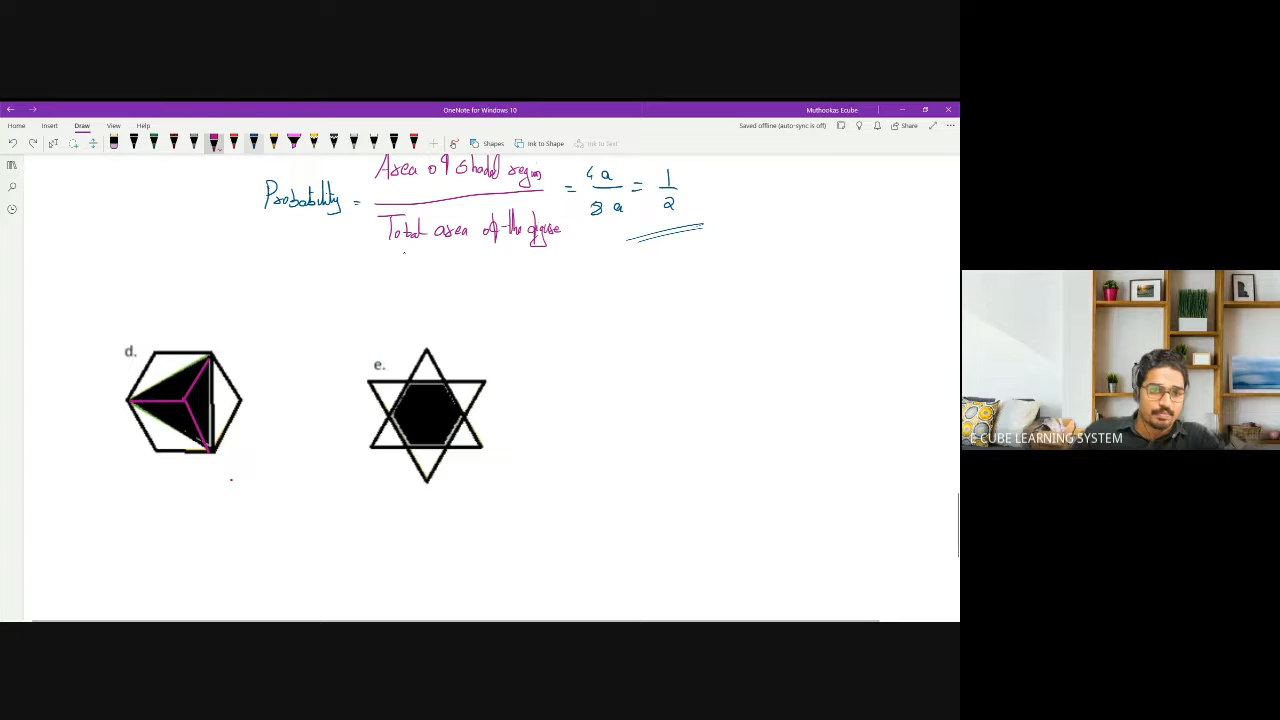 OneNote for Windows 10
Muthookas Ecube
Home Insert Draw View Help
Saved offline (auto-sync is off)
Share
Shapes
Ink to Shape
Ink to Text
Area of Shaded region
Probability = = 4a / 8a = 1 / 2
Total area of the figure
d.
e.
E CUBE LEARNING SYSTEM